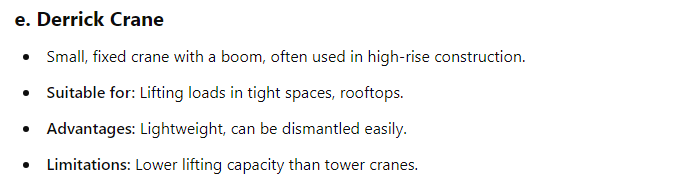 e. Derrick Crane
• Small, fixed crane with a boom, often used in high-rise construction.
• Suitable for: Lifting loads in tight spaces, rooftops.
• Advantages: Lightweight, can be dismantled easily.
• Limitations: Lower lifting capacity than tower cranes.